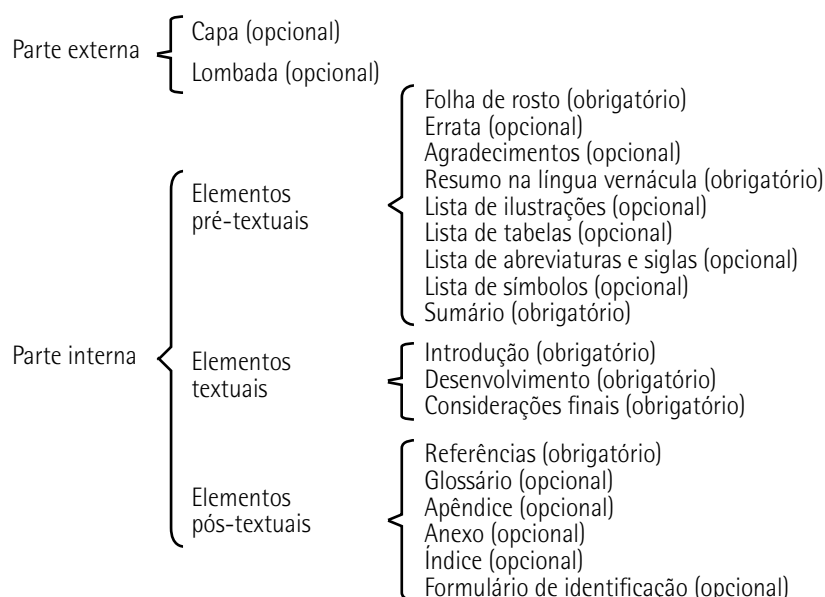 Parte externa
Capa (opcional)
Lombada (opcional)
Parte interna
Elementos
pré-textuais
Folha de rosto (obrigatório)
Errata (opcional)
Agradecimentos (opcional)
Resumo na língua vernácula (obrigatório)
Lista de ilustrações (opcional)
Lista de tabelas (opcional)
Lista de abreviaturas e siglas (opcional)
Lista de símbolos (opcional)
Sumário (obrigatório)
Elementos
textuais
Introdução (obrigatório)
Desenvolvimento (obrigatório)
Considerações finais (obrigatório)
Elementos
pós-textuais
Referências (obrigatório)
Glossário (opcional)
Apêndice (opcional)
Anexo (opcional)
Índice (opcional)
Formulário de identificação (opcional)